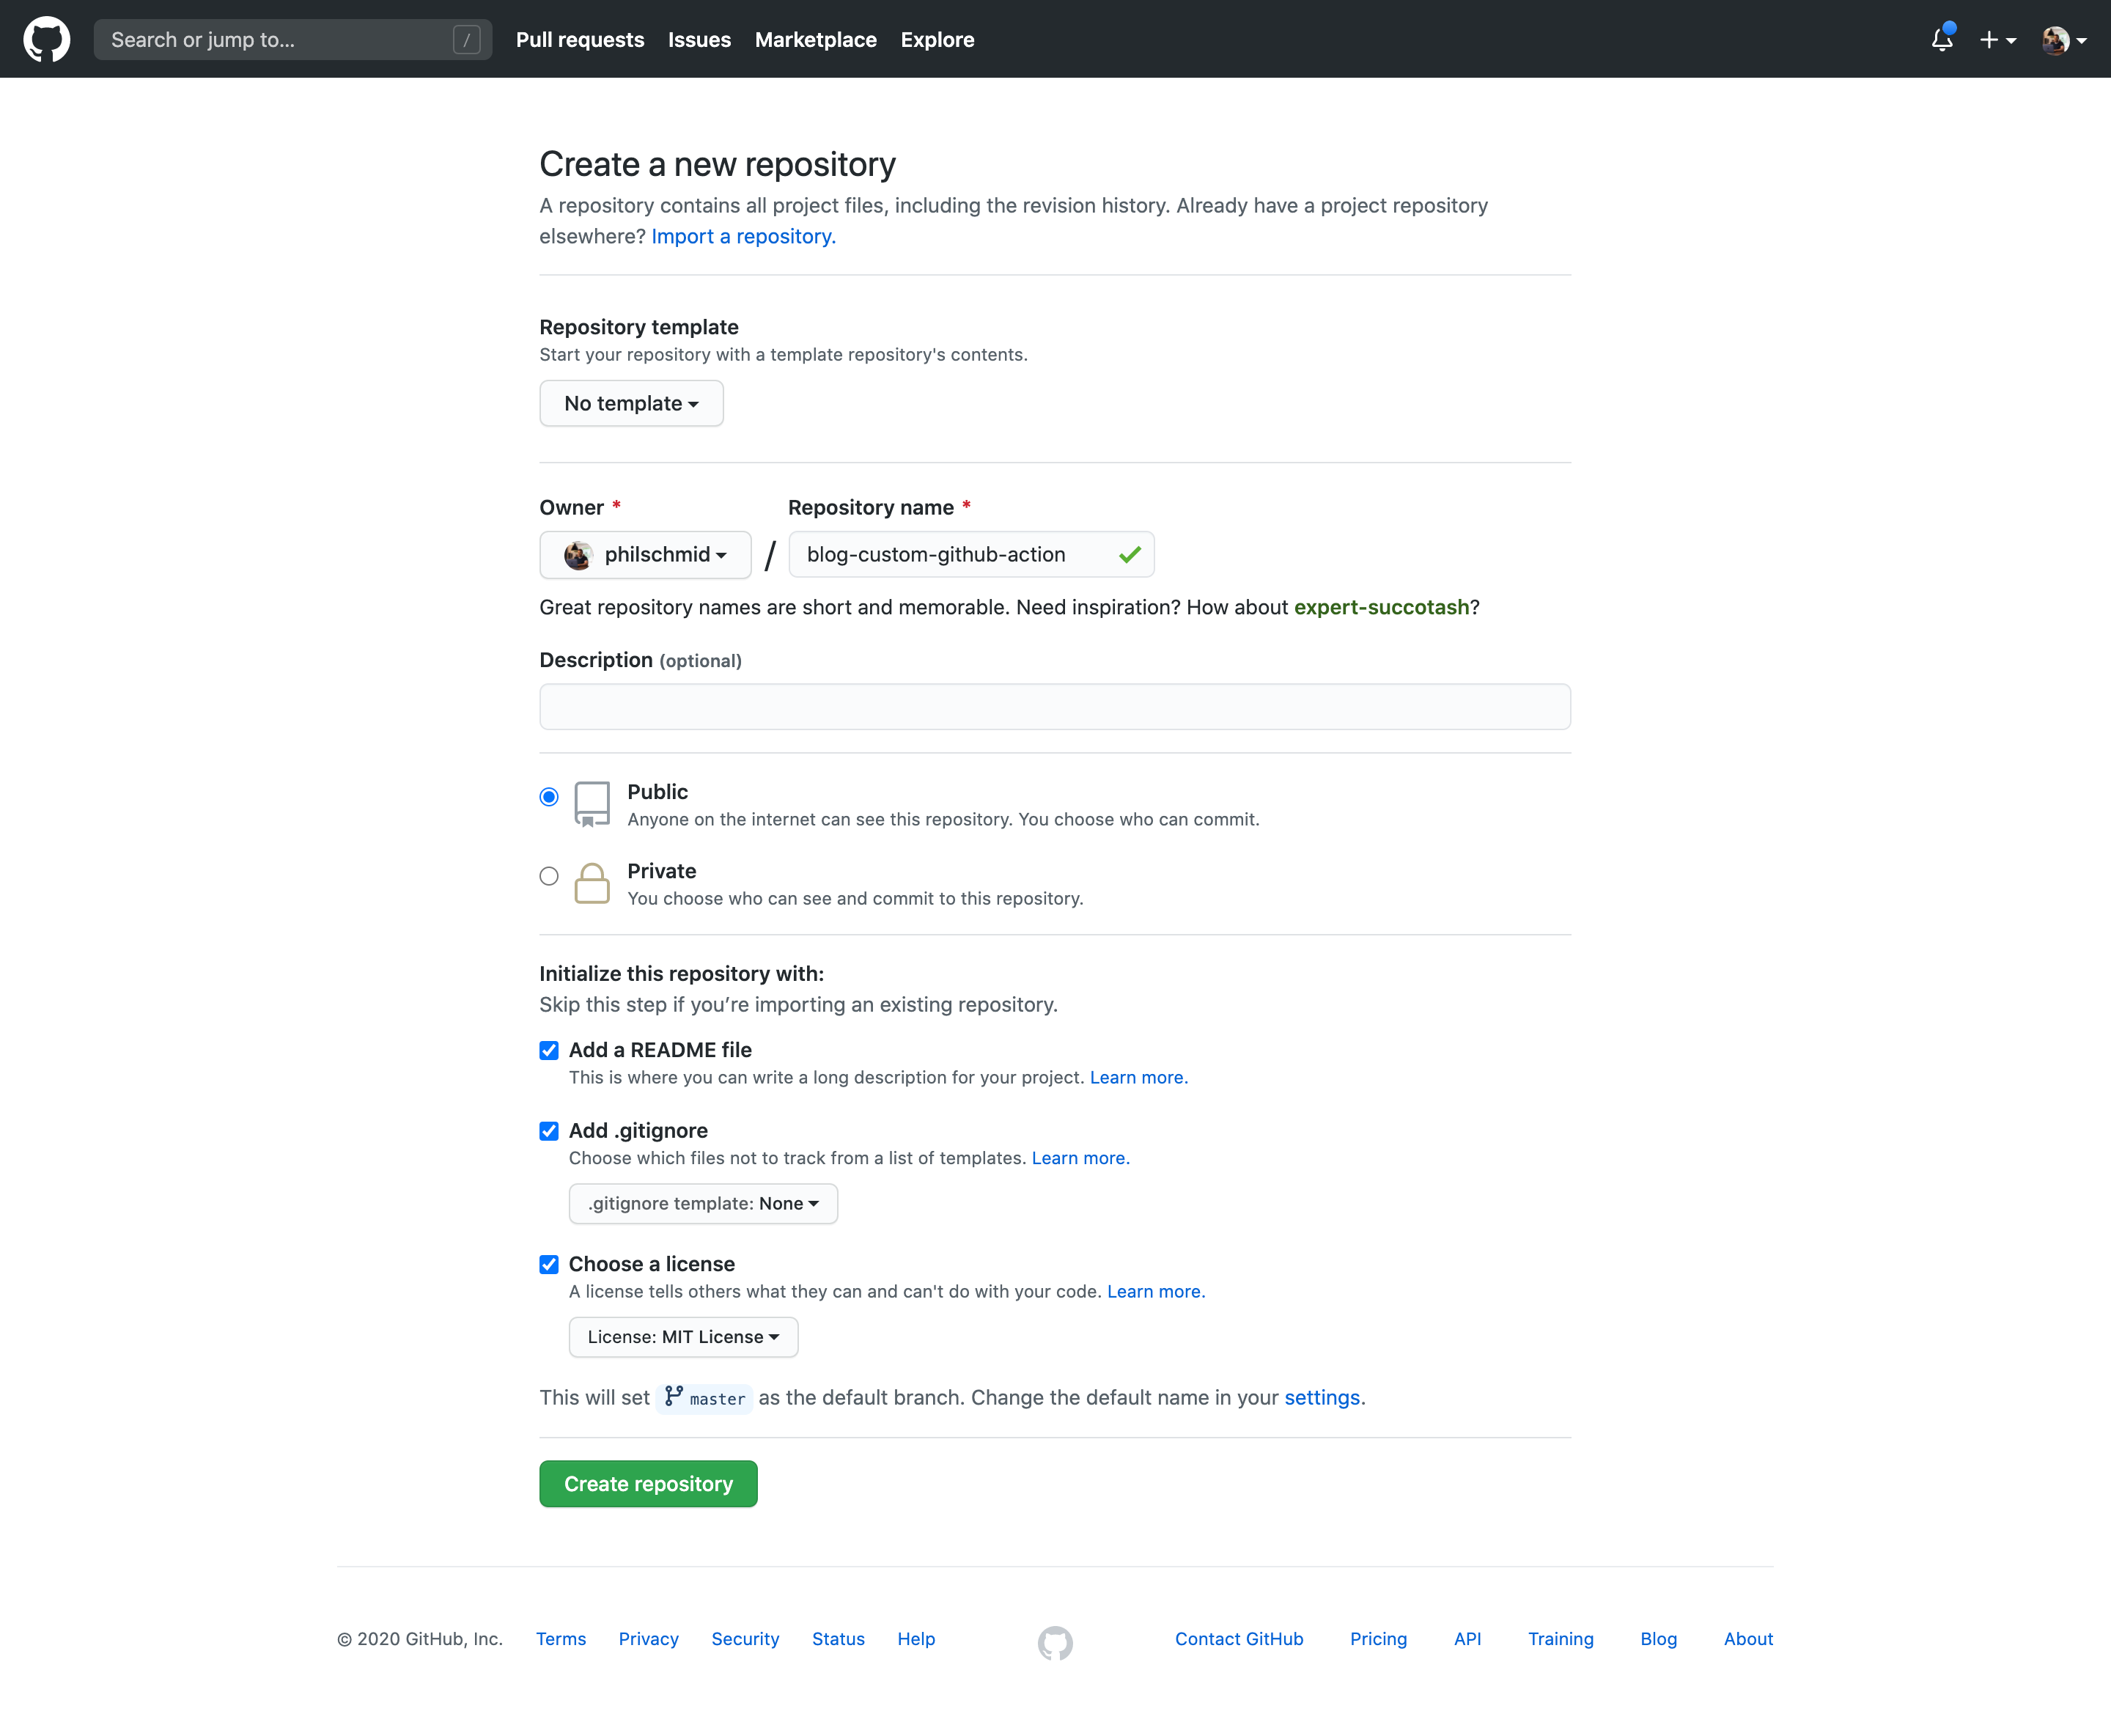 Search or jump to... / Pull requests Issues Marketplace Explore
Create a new repository
A repository contains all project files, including the revision history. Already have a project repository
elsewhere? Import a repository.
Repository template
Start your repository with a template repository's contents.
No template
Owner * Repository name *
philschmid / blog-custom-github-action
Great repository names are short and memorable. Need inspiration? How about expert-succotash?
Description (optional)
Public
Anyone on the internet can see this repository. You choose who can commit.
Private
You choose who can see and commit to this repository.
Initialize this repository with:
Skip this step if you’re importing an existing repository.
Add a README file
This is where you can write a long description for your project. Learn more.
Add .gitignore
Choose which files not to track from a list of templates. Learn more.
.gitignore template: None
Choose a license
A license tells others what they can and can't do with your code. Learn more.
License: MIT License
This will set master as the default branch. Change the default name in your settings.
Create repository
© 2020 GitHub, Inc. Terms Privacy Security Status Help Contact GitHub Pricing API Training Blog About